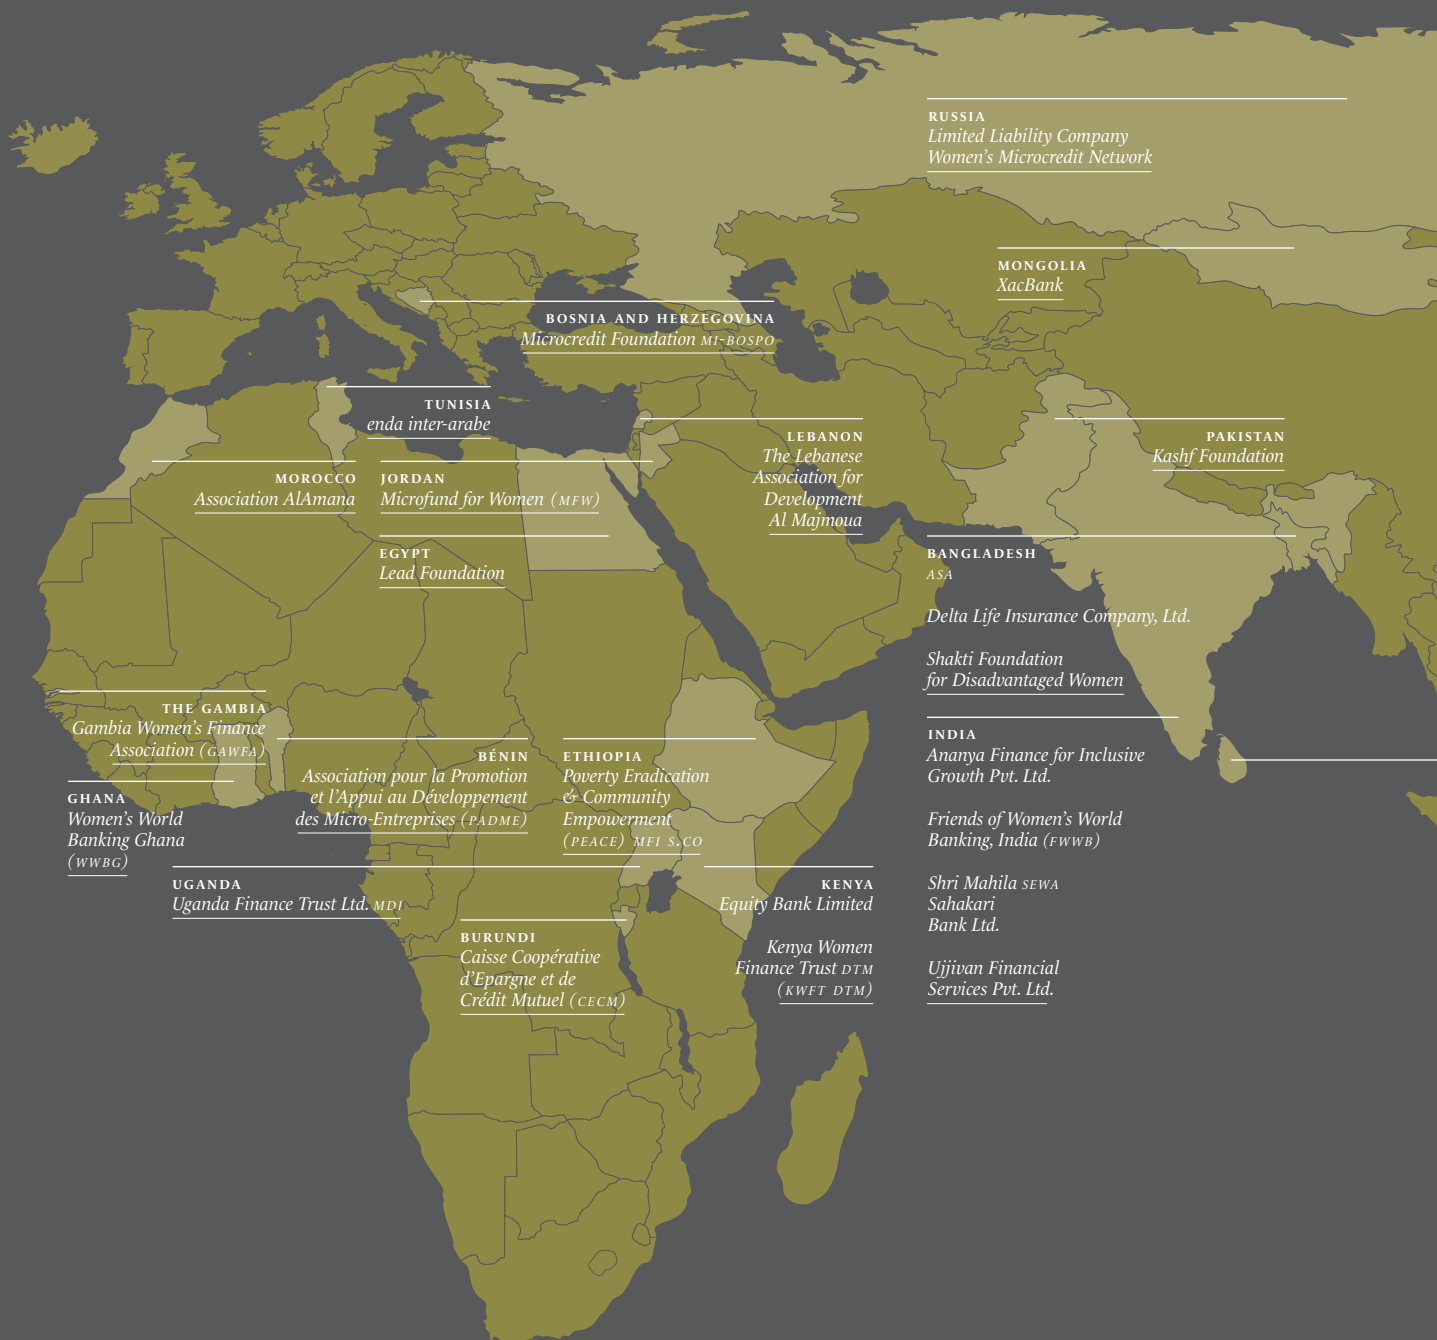 RUSSIA
Limited Liability Company
Women's Microcredit Network
MONGOLIA
XacBank
BOSNIA AND HERZEGOVINA
Microcredit Foundation MI-BOSPO
TUNISIA
enda inter-arabe
LEBANON
The Lebanese
Association for
Development
Al Majmoua
PAKISTAN
Kashf Foundation
MOROCCO
Association AlAmana
JORDAN
Microfund for Women (MFW)
EGYPT
Lead Foundation
BANGLADESH
ASA
Delta Life Insurance Company, Ltd.
Shakti Foundation
for Disadvantaged Women
THE GAMBIA
Gambia Women's Finance
Association (GAWFA)
BÉNIN
Association pour la Promotion
et l'Appui au Développement
des Micro-Entreprises (PADME)
ETHIOPIA
Poverty Eradication
& Community
Empowerment
(PEACE) MFI S.CO
INDIA
Ananya Finance for Inclusive
Growth Pvt. Ltd.
Friends of Women's World
Banking, India (FWWB)
Shri Mahila SEWA
Sahakari
Bank Ltd.
Ujjivan Financial
Services Pvt. Ltd.
GHANA
Women's World
Banking Ghana
(WWBG)
UGANDA
Uganda Finance Trust Ltd. MDI
KENYA
Equity Bank Limited
Kenya Women
Finance Trust DTM
(KWFT DTM)
BURUNDI
Caisse Coopérative
d'Epargne et de
Crédit Mutuel (CECM)